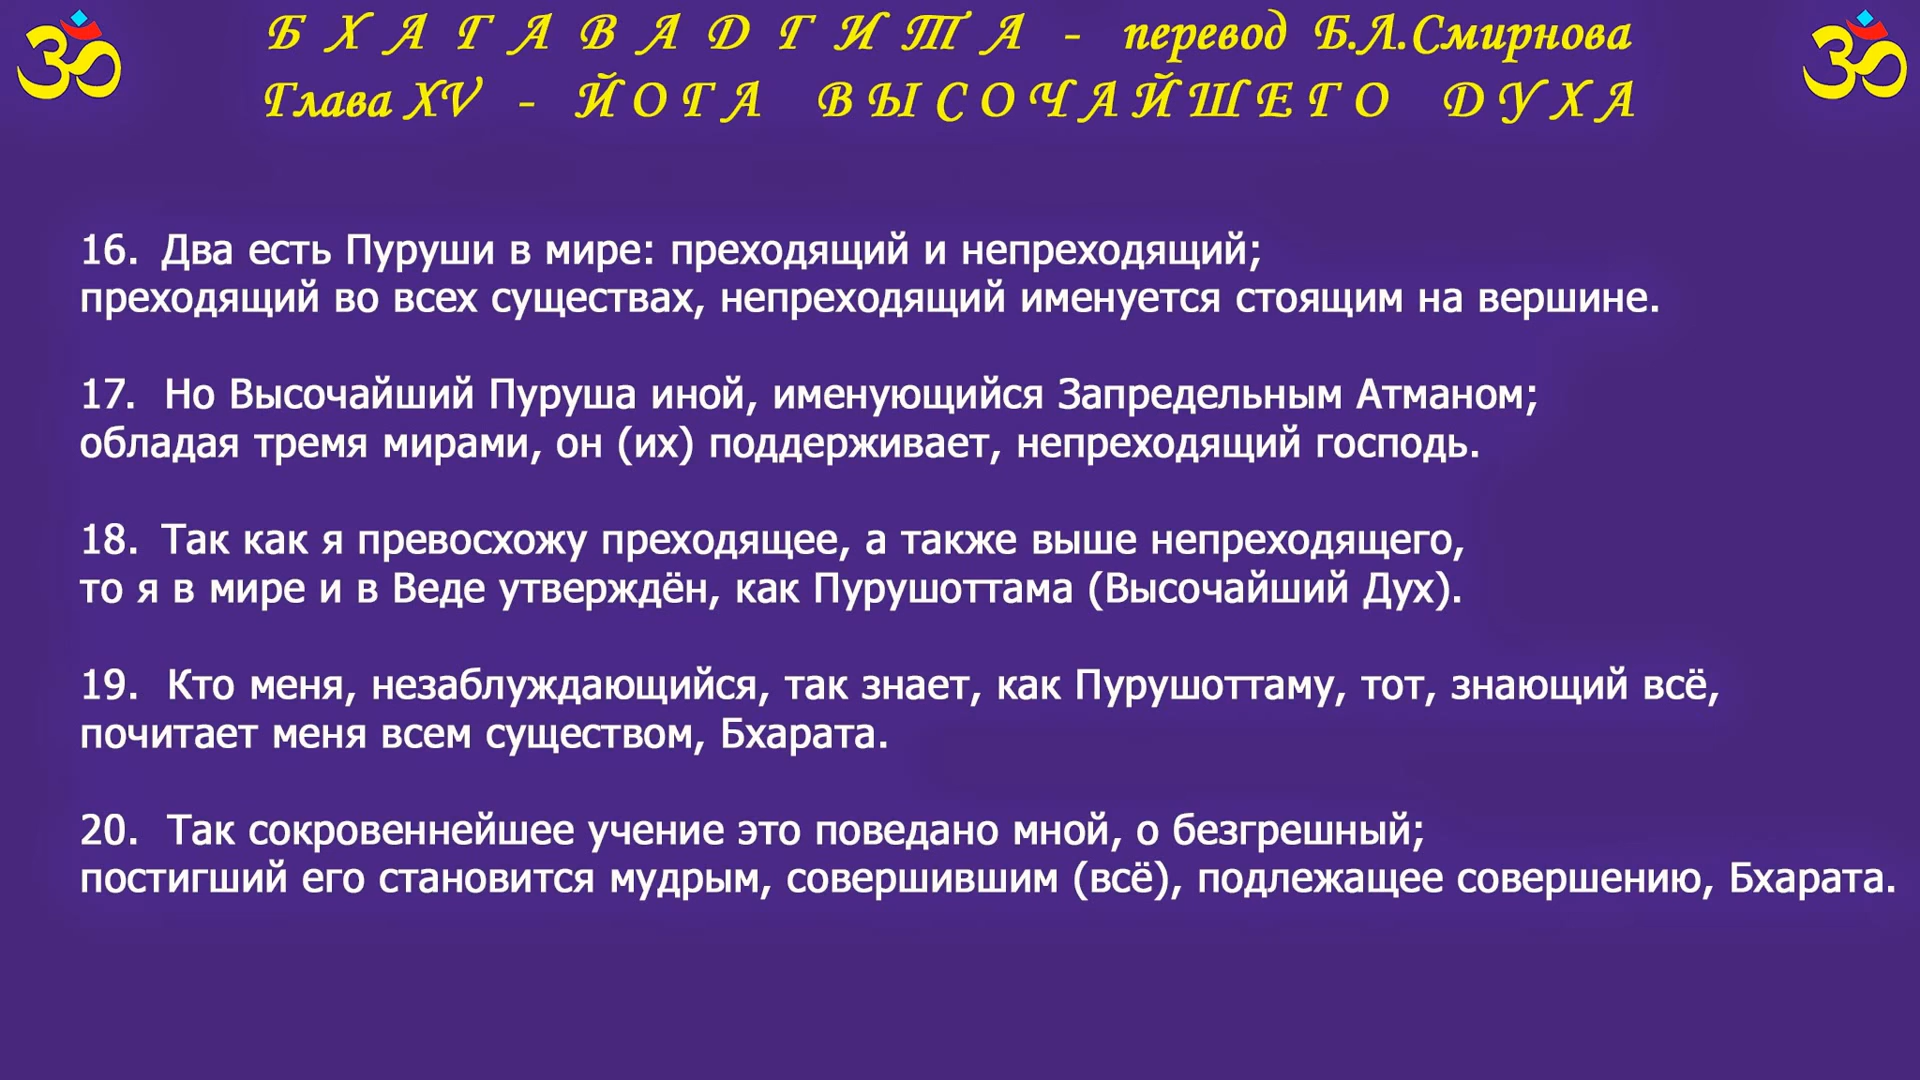 БХАГАВАДГИТА - перевод Б.Л.Смирнова
Глава XV - ЙОГА ВЫСОЧАЙШЕГО ДУХА
16. Два есть Пуруши в мире: преходящий и непреходящий;
преходящий во всех существах, непреходящий именуется стоящим на вершине.
17. Но Высочайший Пуруша иной, именующийся Запредельным Атманом;
обладая тремя мирами, он (их) поддерживает, непреходящий господь.
18. Так как я превосхожу преходящее, а также выше непреходящего,
то я в мире и в Веде утверждён, как Пурушоттама (Высочайший Дух).
19. Кто меня, незаблуждающийся, так знает, как Пурушоттаму, тот, знающий всё,
почитает меня всем существом, Бхарата.
20. Так сокровеннейшее учение это поведано мной, о безгрешный;
постигший его становится мудрым, совершившим (всё), подлежащее совершению, Бхарата.